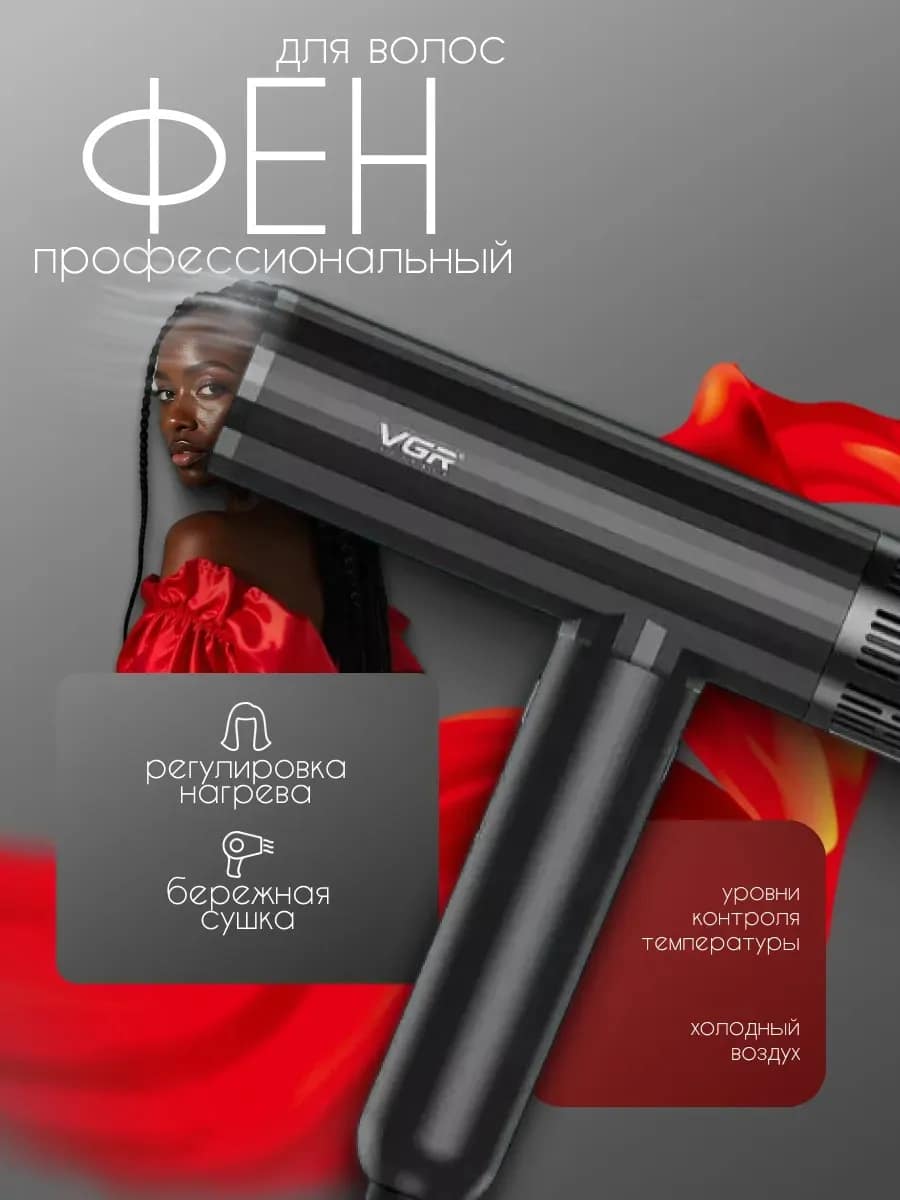 для волос
ФЕН
профессиональный
VGR
регулировка
нагрева
бережная
сушка
уровни
контроля
температуры
холодный
воздух